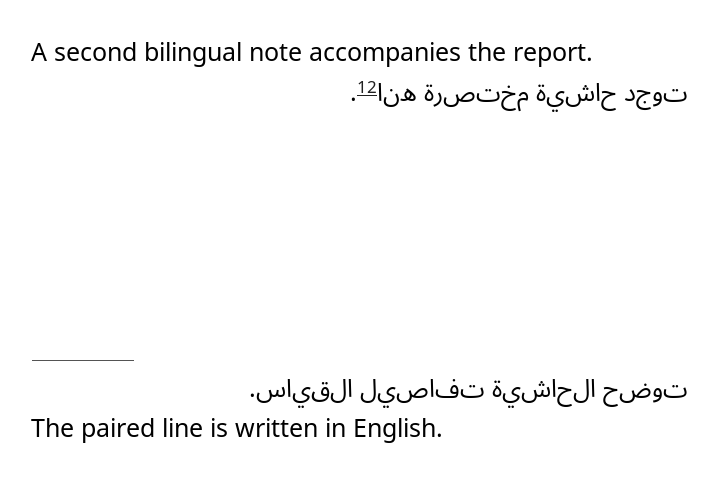 A second bilingual note accompanies the report.
توجد حاشية مختصرة هنا12.
توضح الحاشية تفاصيل القياس.
The paired line is written in English.